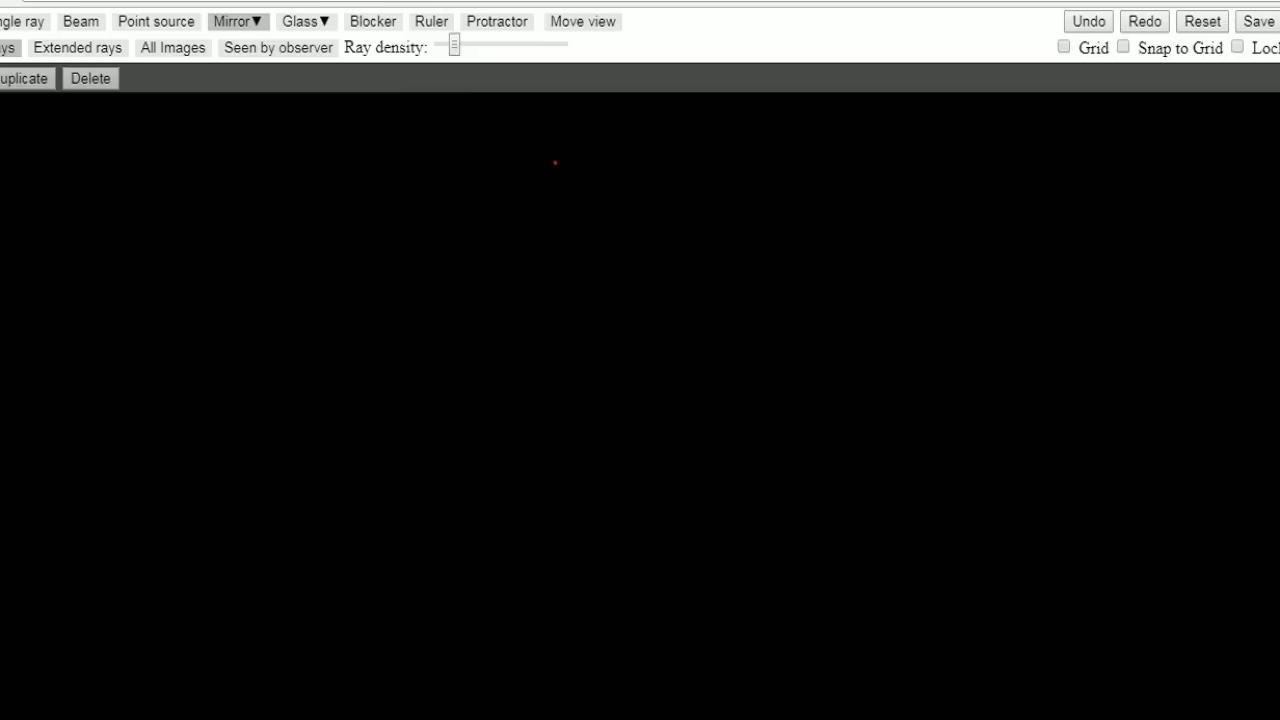 ngle ray Beam Point source Mirror▼ Glass▼ Blocker Ruler Protractor Move view Undo Redo Reset Save
ys Extended rays All Images Seen by observer Ray density: Grid Snap to Grid Loc
uplicate Delete